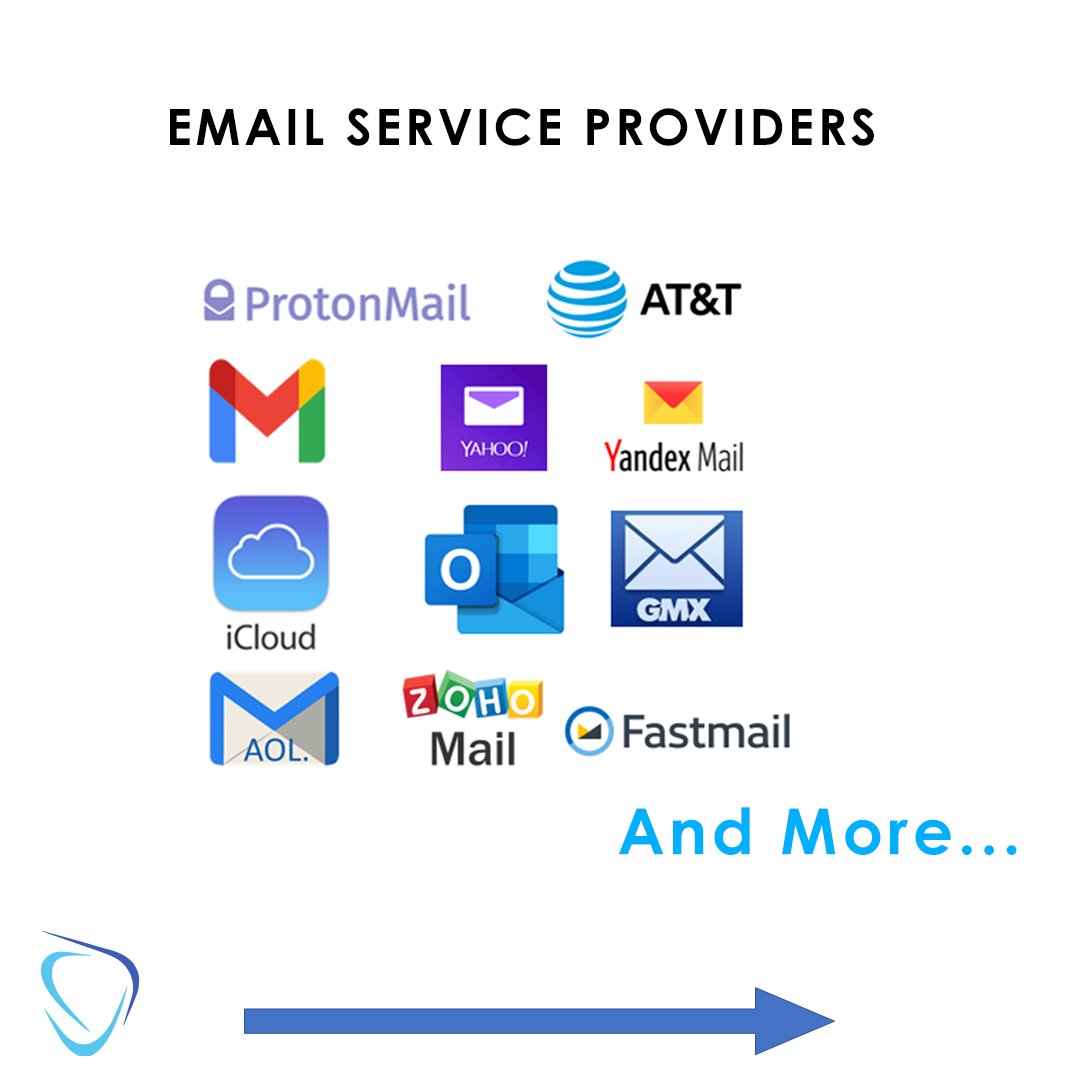 EMAIL SERVICE PROVIDERS
ProtonMail
AT&T
YAHOO!
Yandex Mail
O
iCloud
GMX
AOL.
ZOHO
Mail
Fastmail
And More...